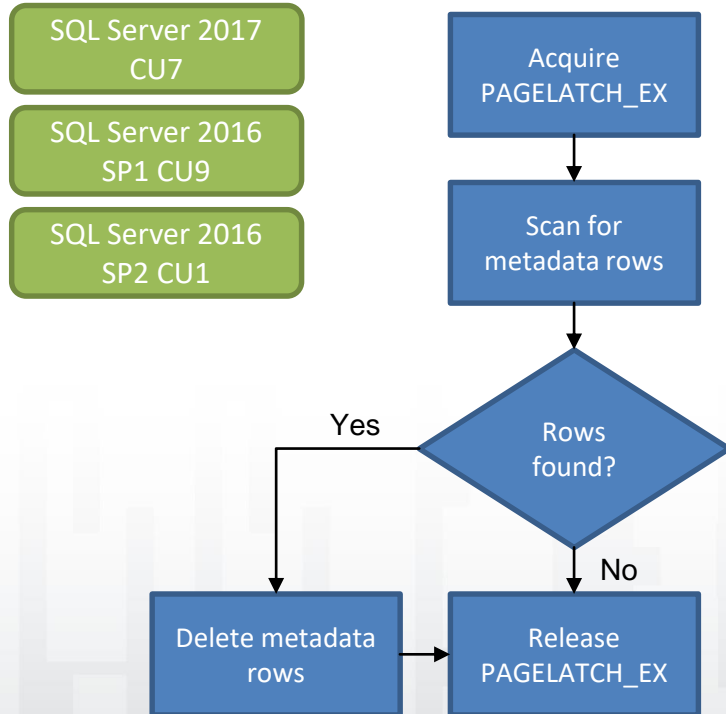 SQL Server 2017
CU7
SQL Server 2016
SP1 CU9
SQL Server 2016
SP2 CU1
Acquire
PAGELATCH_EX
Scan for
metadata rows
Rows
found?
Yes
No
Delete metadata
rows
Release
PAGELATCH_EX